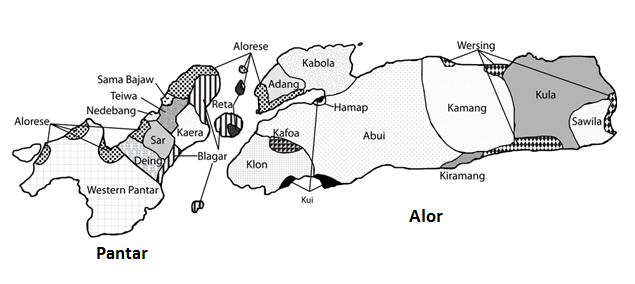 Alorese
Kabola
Wersing
Sama Bajaw
Adang
Teiwa
Reta
Kula
Nedebang
Hamap
Kamang
Alorese
Sar
Kaera
Kafoa
Abui
Sawila
Deing
Blagar
Klon
Kiramang
Western Pantar
Kui
Alor
Pantar